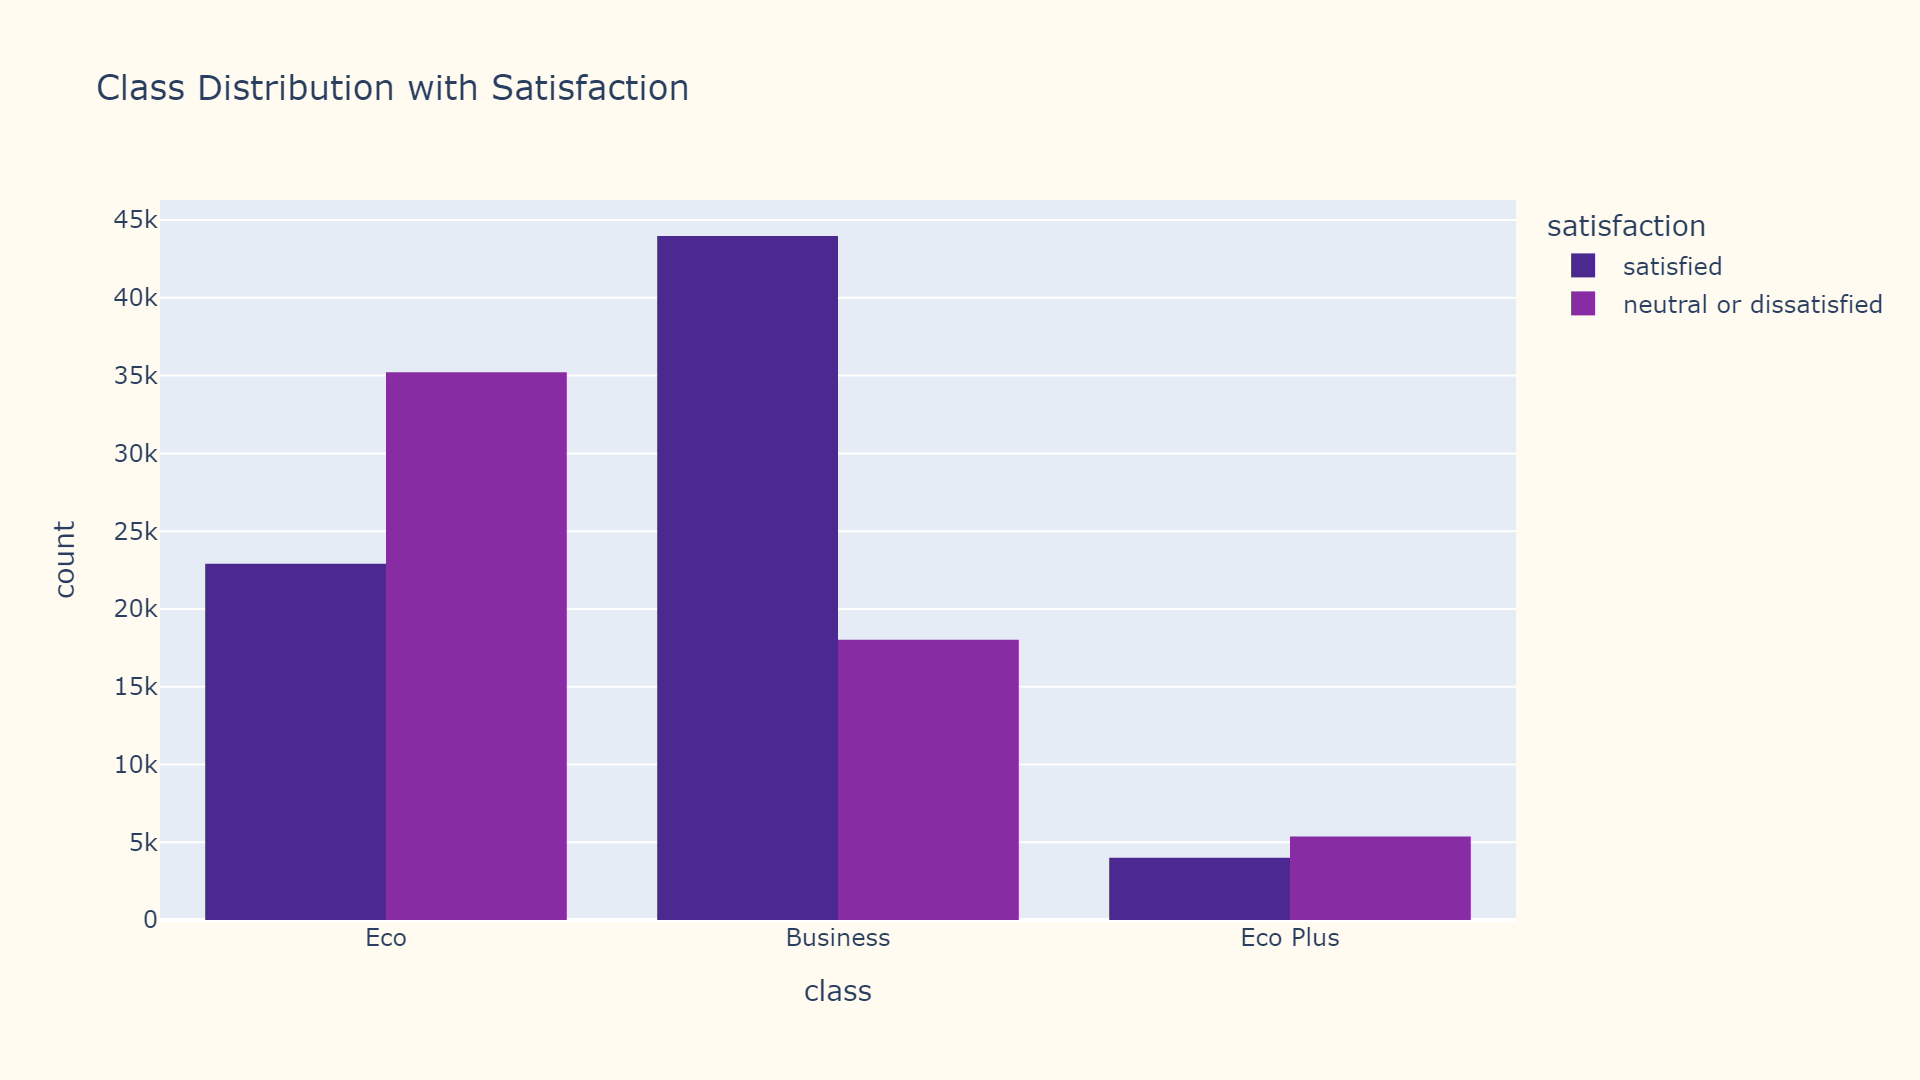 Class Distribution with Satisfaction
45k
40k
35k
30k
25k
20k
15k
10k
5k
0
count
Eco
Business
Eco Plus
class
satisfaction
satisfied
neutral or dissatisfied